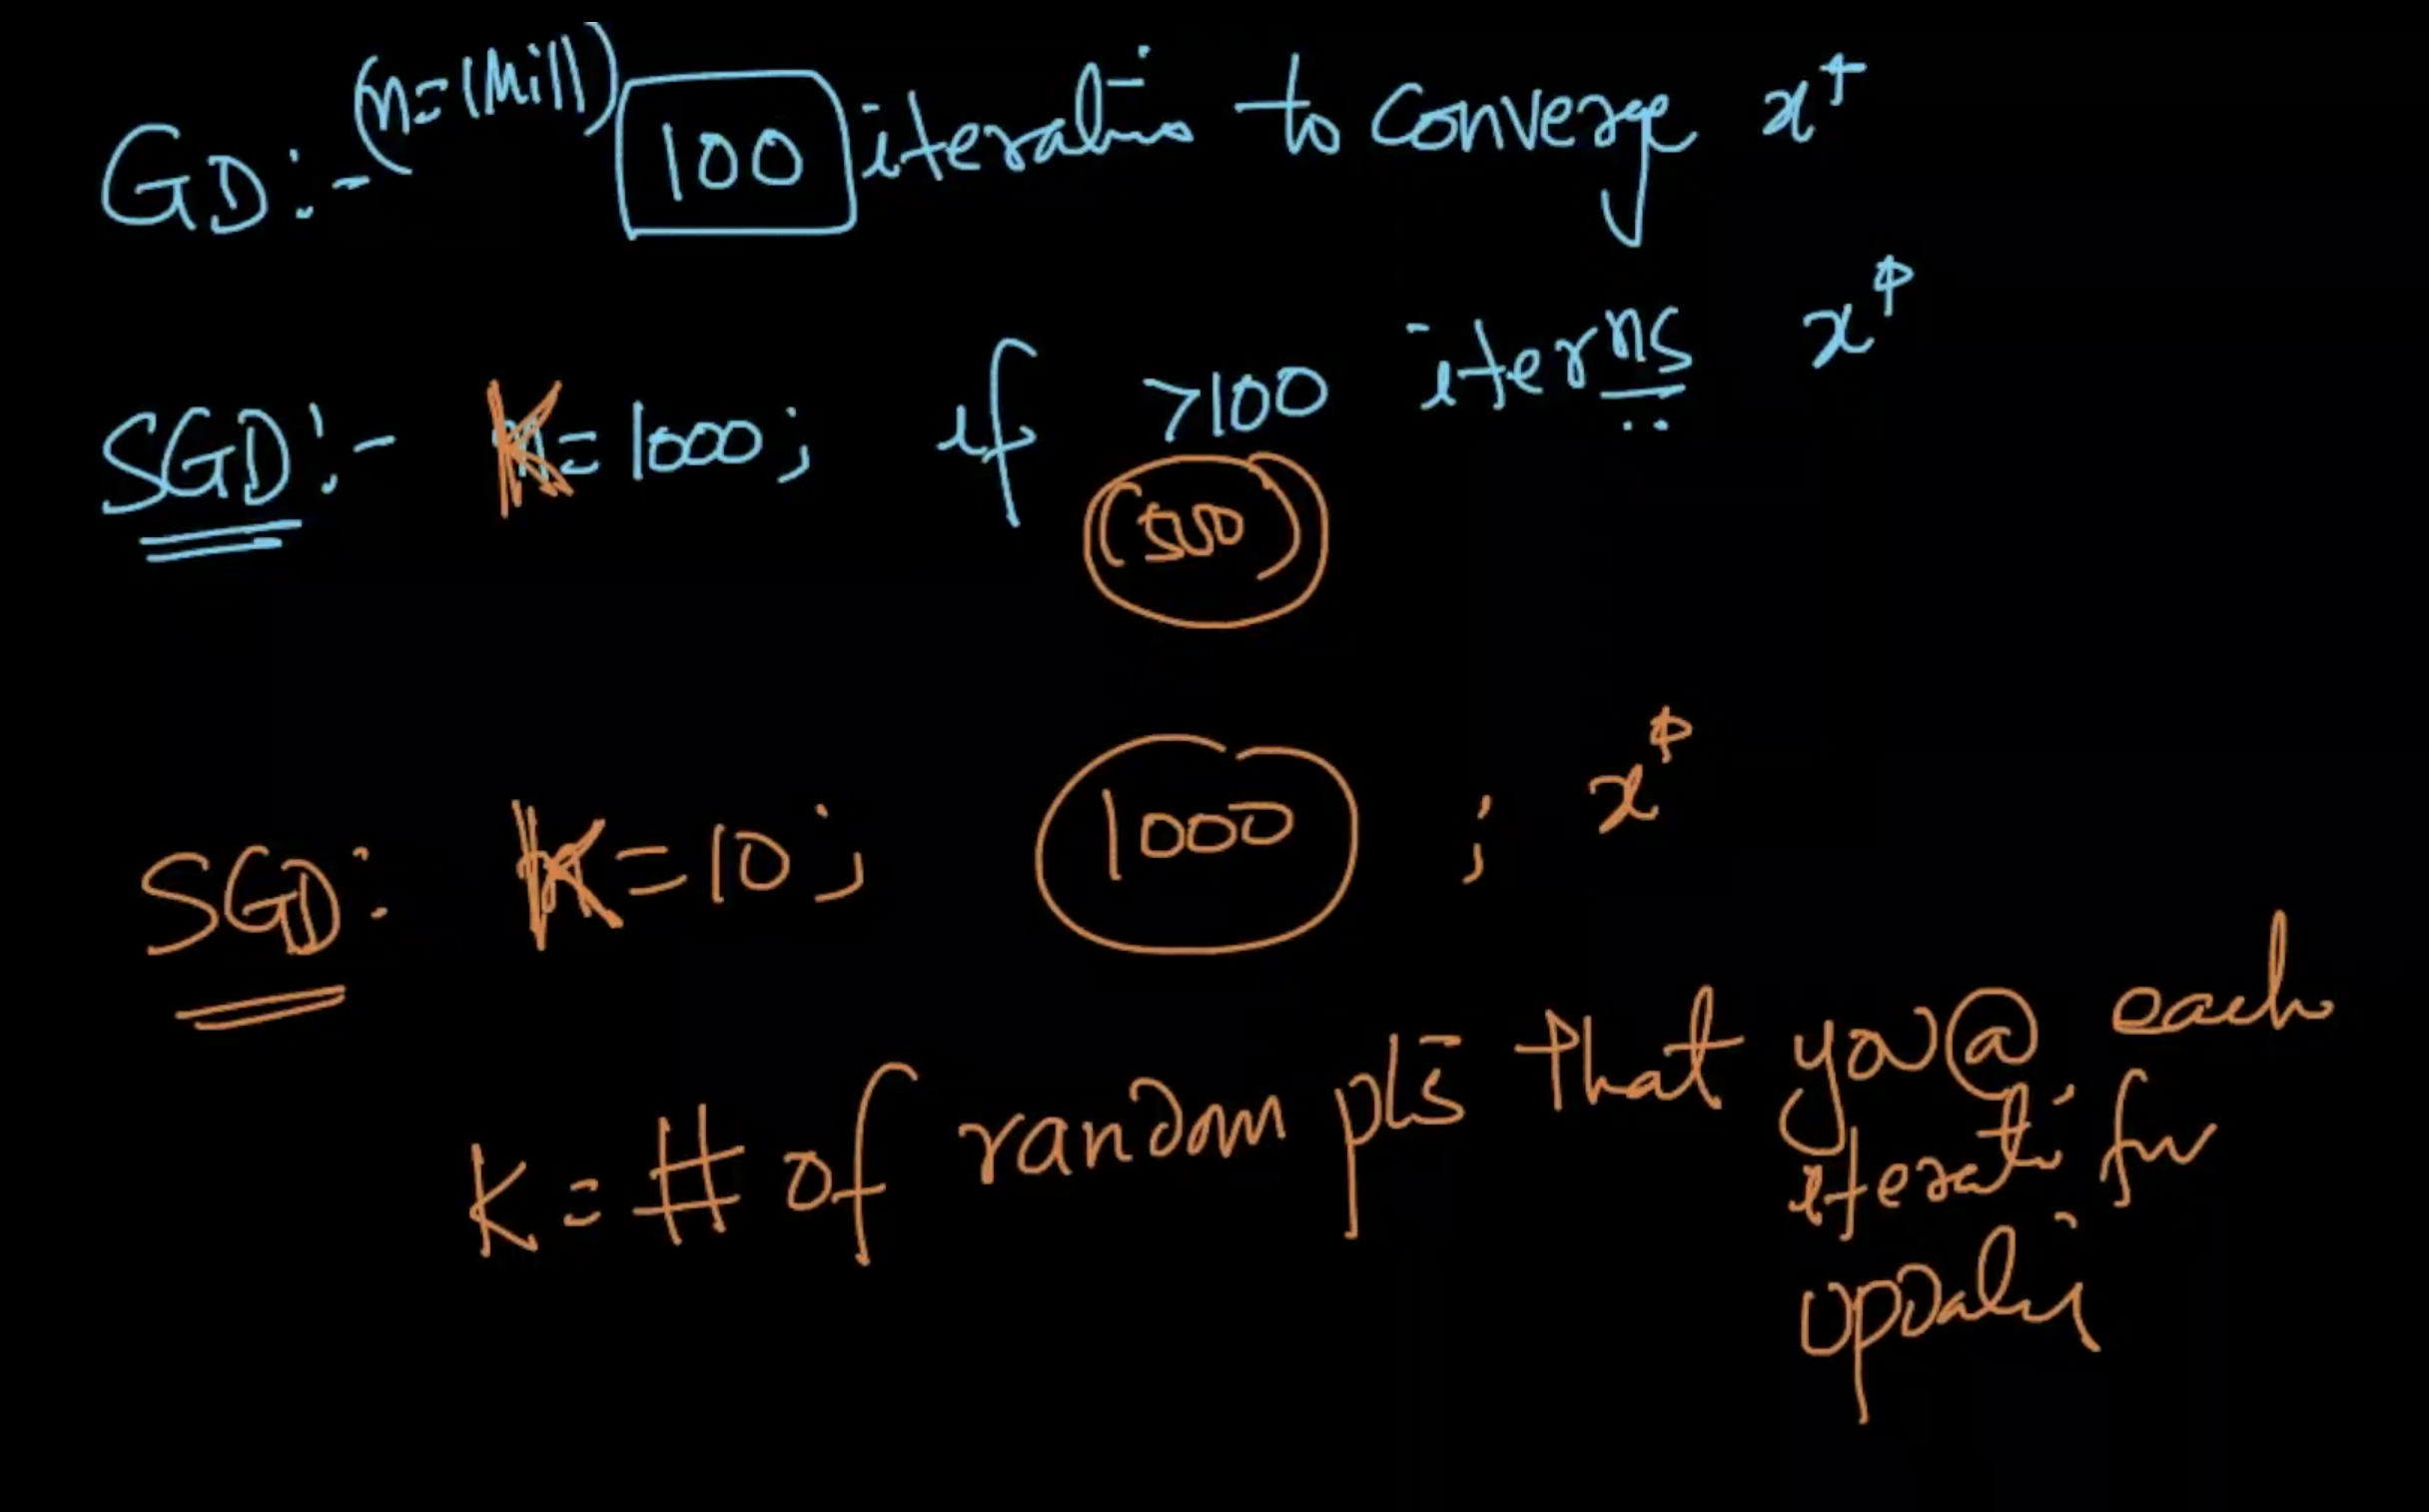 GD:- (n=1Mill) 100 iterations to converge x*
SGD:- K=1000; if >100 iterns x*
(500)
SGD: K=10; 1000 ; x*
K= # of random pts that you @ each
iterati for
updati